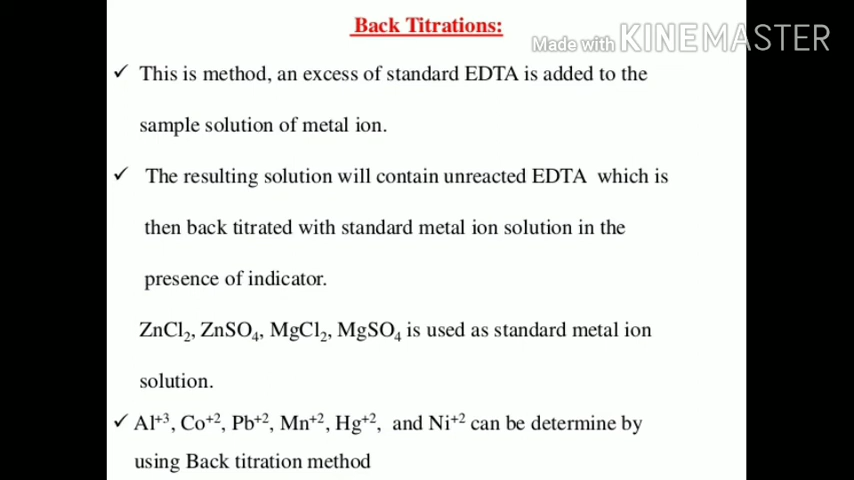 Back Titrations:
Made with KINEMASTER
✓ This is method, an excess of standard EDTA is added to the
sample solution of metal ion.
✓ The resulting solution will contain unreacted EDTA which is
then back titrated with standard metal ion solution in the
presence of indicator.
ZnCl₂, ZnSO₄, MgCl₂, MgSO₄ is used as standard metal ion
solution.
✓ Al⁺³, Co⁺², Pb⁺², Mn⁺², Hg⁺², and Ni⁺² can be determine by
using Back titration method